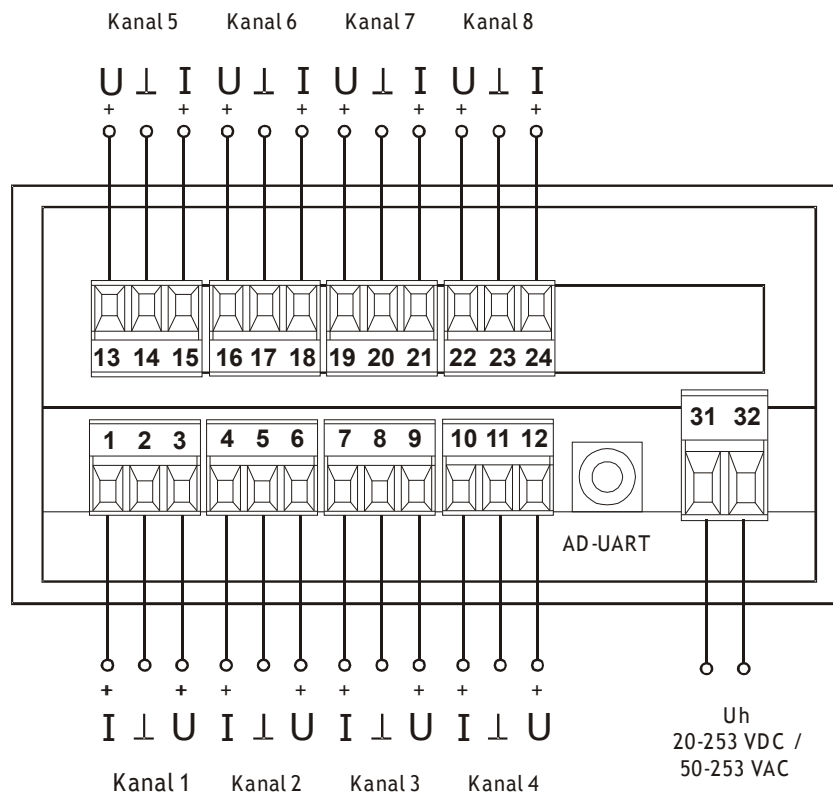 Kanal 5 Kanal 6 Kanal 7 Kanal 8
U ⊥ I U ⊥ I U ⊥ I U ⊥ I
+ + + + + + + +
13 14 15 16 17 18 19 20 21 22 23 24
31 32
1 2 3 4 5 6 7 8 9 10 11 12
AD-UART
+ + + + + + + +
I ⊥ U I ⊥ U I ⊥ U I ⊥ U
Kanal 1 Kanal 2 Kanal 3 Kanal 4
Uh
20-253 VDC /
50-253 VAC